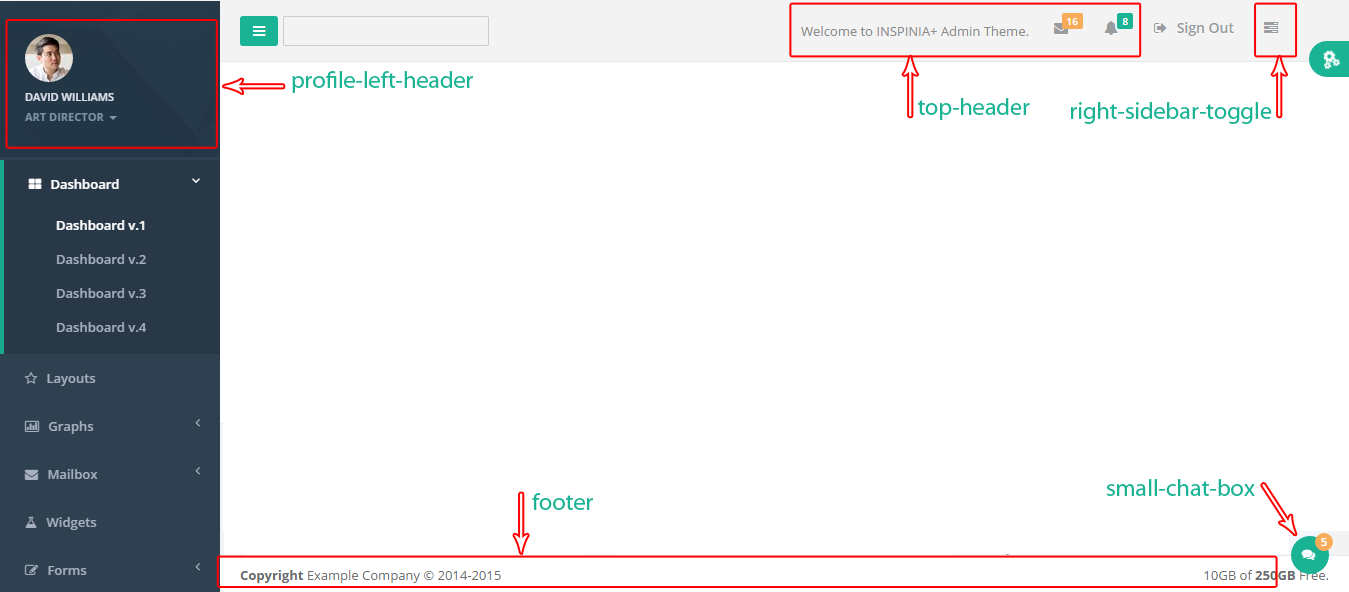 Welcome to INSPINIA+ Admin Theme.
16
8
Sign Out
profile-left-header
top-header
right-sidebar-toggle
DAVID WILLIAMS
ART DIRECTOR
Dashboard
Dashboard v.1
Dashboard v.2
Dashboard v.3
Dashboard v.4
Layouts
Graphs
Mailbox
Widgets
Forms
small-chat-box
footer
5
Copyright Example Company © 2014-2015
10GB of 250GB Free.